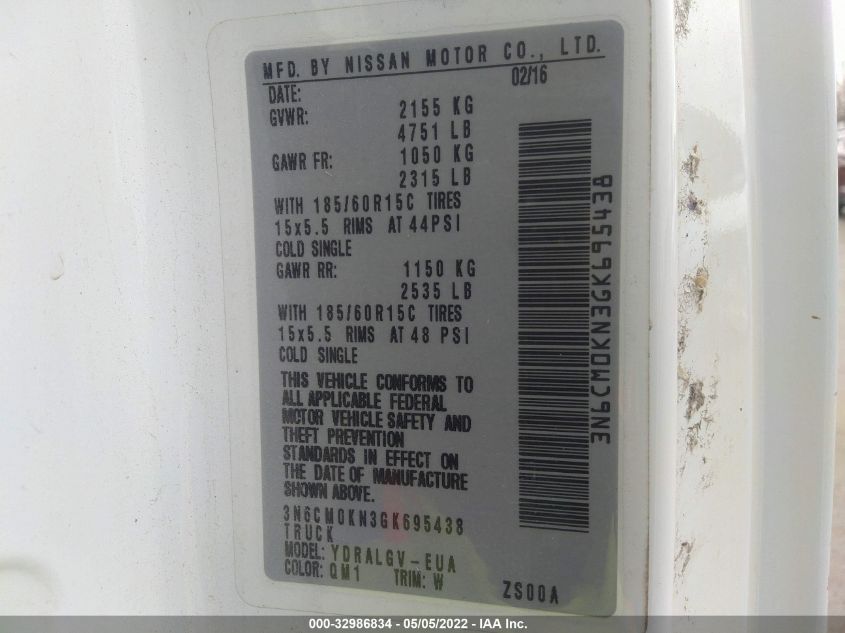 MFD. BY NISSAN MOTOR CO., LTD.
DATE: 02/16
GVWR: 2155 KG
4751 LB
GAWR FR: 1050 KG
2315 LB
WITH 185/60R15C TIRES
15x5.5 RIMS AT 44PSI
COLD SINGLE
GAWR RR: 1150 KG
2535 LB
WITH 185/60R15C TIRES
15x5.5 RIMS AT 48 PSI
COLD SINGLE
THIS VEHICLE CONFORMS TO
ALL APPLICABLE FEDERAL
MOTOR VEHICLE SAFETY AND
THEFT PREVENTION
STANDARDS IN EFFECT ON
THE DATE OF MANUFACTURE
SHOWN ABOVE.
3N6CM0KN3GK695438
TRUCK
MODEL: YDRALGV-EUA
COLOR: QM1 TRIM: W
ZS00A
3N6CM0KN3GK695438
000-32986834 - 05/05/2022 - IAA Inc.